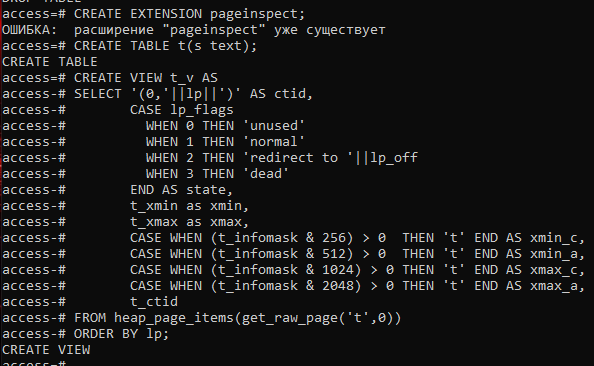 DROP TABLE
access=# CREATE EXTENSION pageinspect;
ОШИБКА:  расширение "pageinspect" уже существует
access=# CREATE TABLE t(s text);
CREATE TABLE
access=# CREATE VIEW t_v AS
access-# SELECT '(0,'||lp||')' AS ctid,
access-#        CASE lp_flags
access-#          WHEN 0 THEN 'unused'
access-#          WHEN 1 THEN 'normal'
access-#          WHEN 2 THEN 'redirect to '||lp_off
access-#          WHEN 3 THEN 'dead'
access-#        END AS state,
access-#        t_xmin as xmin,
access-#        t_xmax as xmax,
access-#        CASE WHEN (t_infomask & 256) > 0  THEN 't' END AS xmin_c,
access-#        CASE WHEN (t_infomask & 512) > 0  THEN 't' END AS xmin_a,
access-#        CASE WHEN (t_infomask & 1024) > 0 THEN 't' END AS xmax_c,
access-#        CASE WHEN (t_infomask & 2048) > 0 THEN 't' END AS xmax_a,
access-#        t_ctid
access-# FROM heap_page_items(get_raw_page('t',0))
access-# ORDER BY lp;
CREATE VIEW
access=#